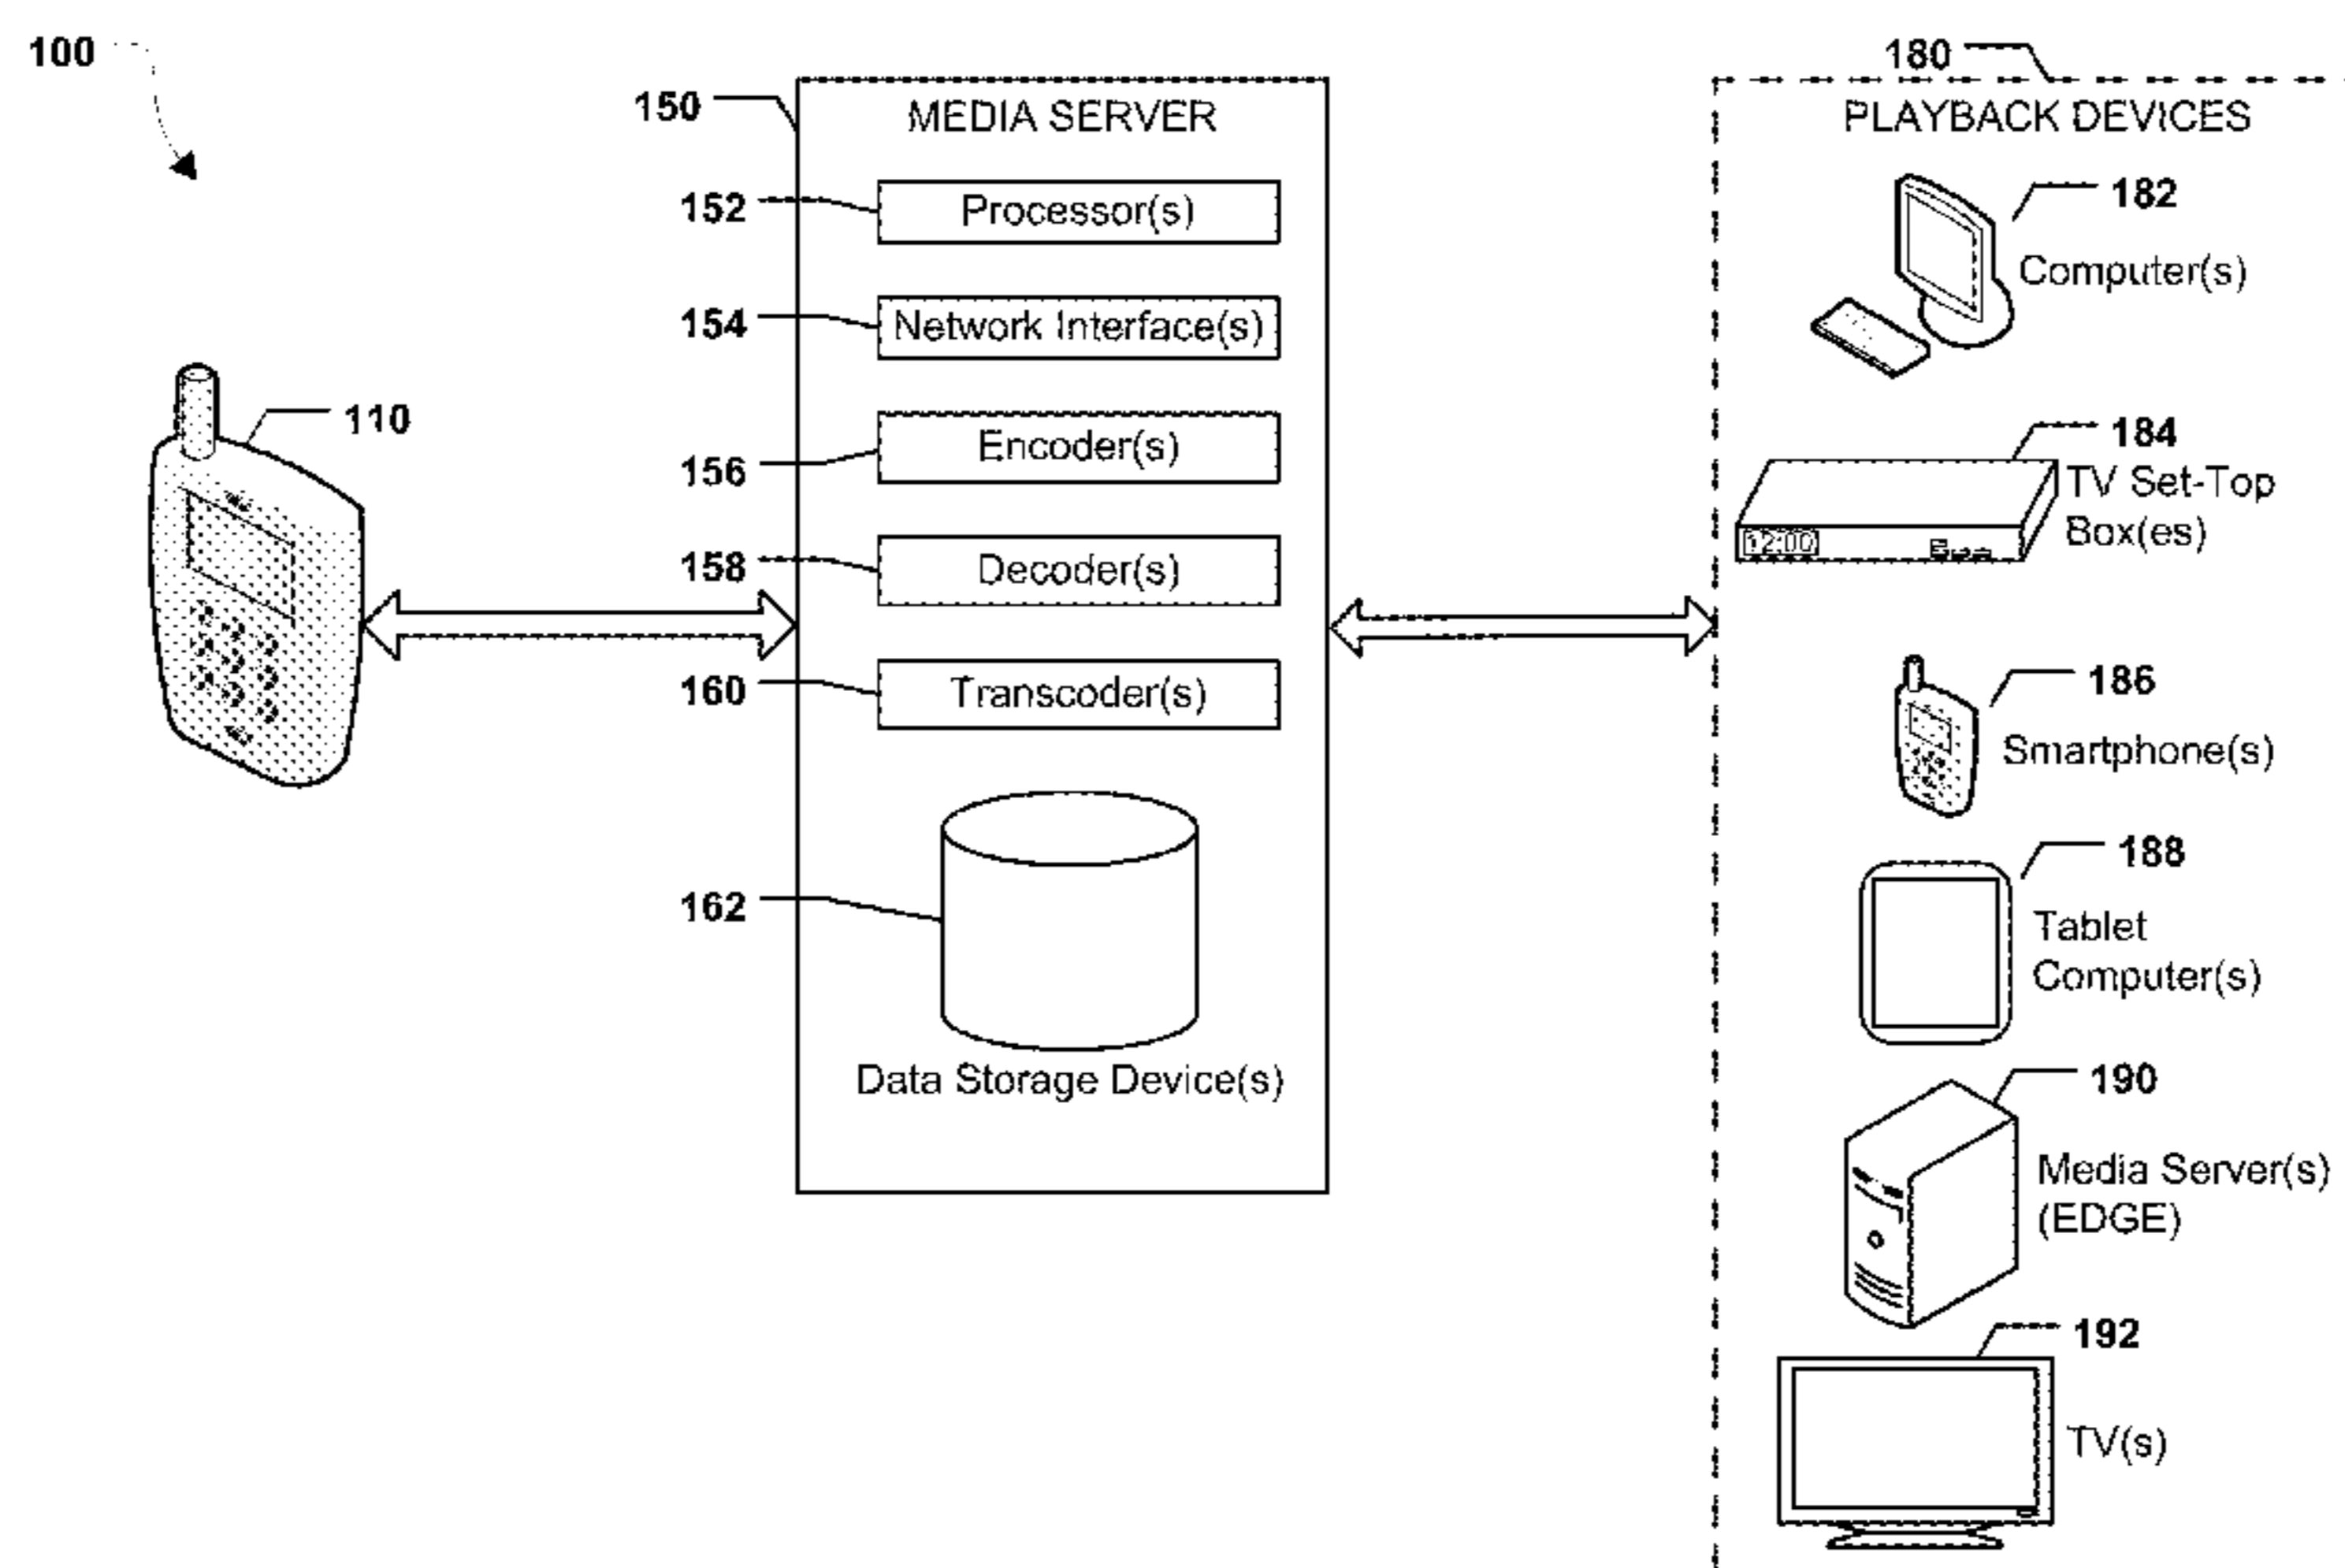 100
150
MEDIA SERVER
152
Processor(s)
154
Network Interface(s)
156
Encoder(s)
158
Decoder(s)
160
Transcoder(s)
162
Data Storage Device(s)
110
180
PLAYBACK DEVICES
182
Computer(s)
184
TV Set-Top
Box(es)
12:00
186
Smartphone(s)
188
Tablet
Computer(s)
190
Media Server(s)
(EDGE)
192
TV(s)